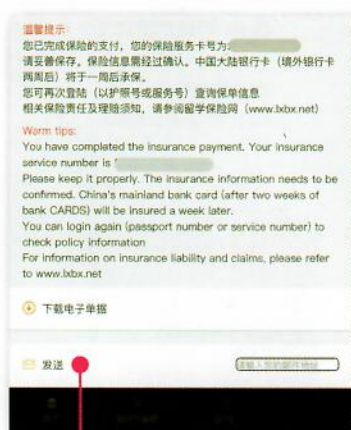 温馨提示:
您已完成保险的支付，您的保险服务卡号为:
请妥善保存。保险信息需经过确认。中国大陆银行卡（境外银行卡
两周后）将于一周后承保。
您可再次登陆（以护照号或服务号）查询保单信息
相关保险责任及理赔须知，请参阅留学保险网（www.lxbx.net)
Warm tips:
You have completed the insurance payment. Your insurance
service number is
Please keep it properly. The insurance information needs to be
confirmed. China's mainland bank card (after two weeks of
bank CARDS) will be insured a week later.
You can login again (passport number or service number) to
check policy information
For information on insurance liability and claims, please refer
to www.lxbx.net
下载电子单据
发送
请输入您的邮件地址